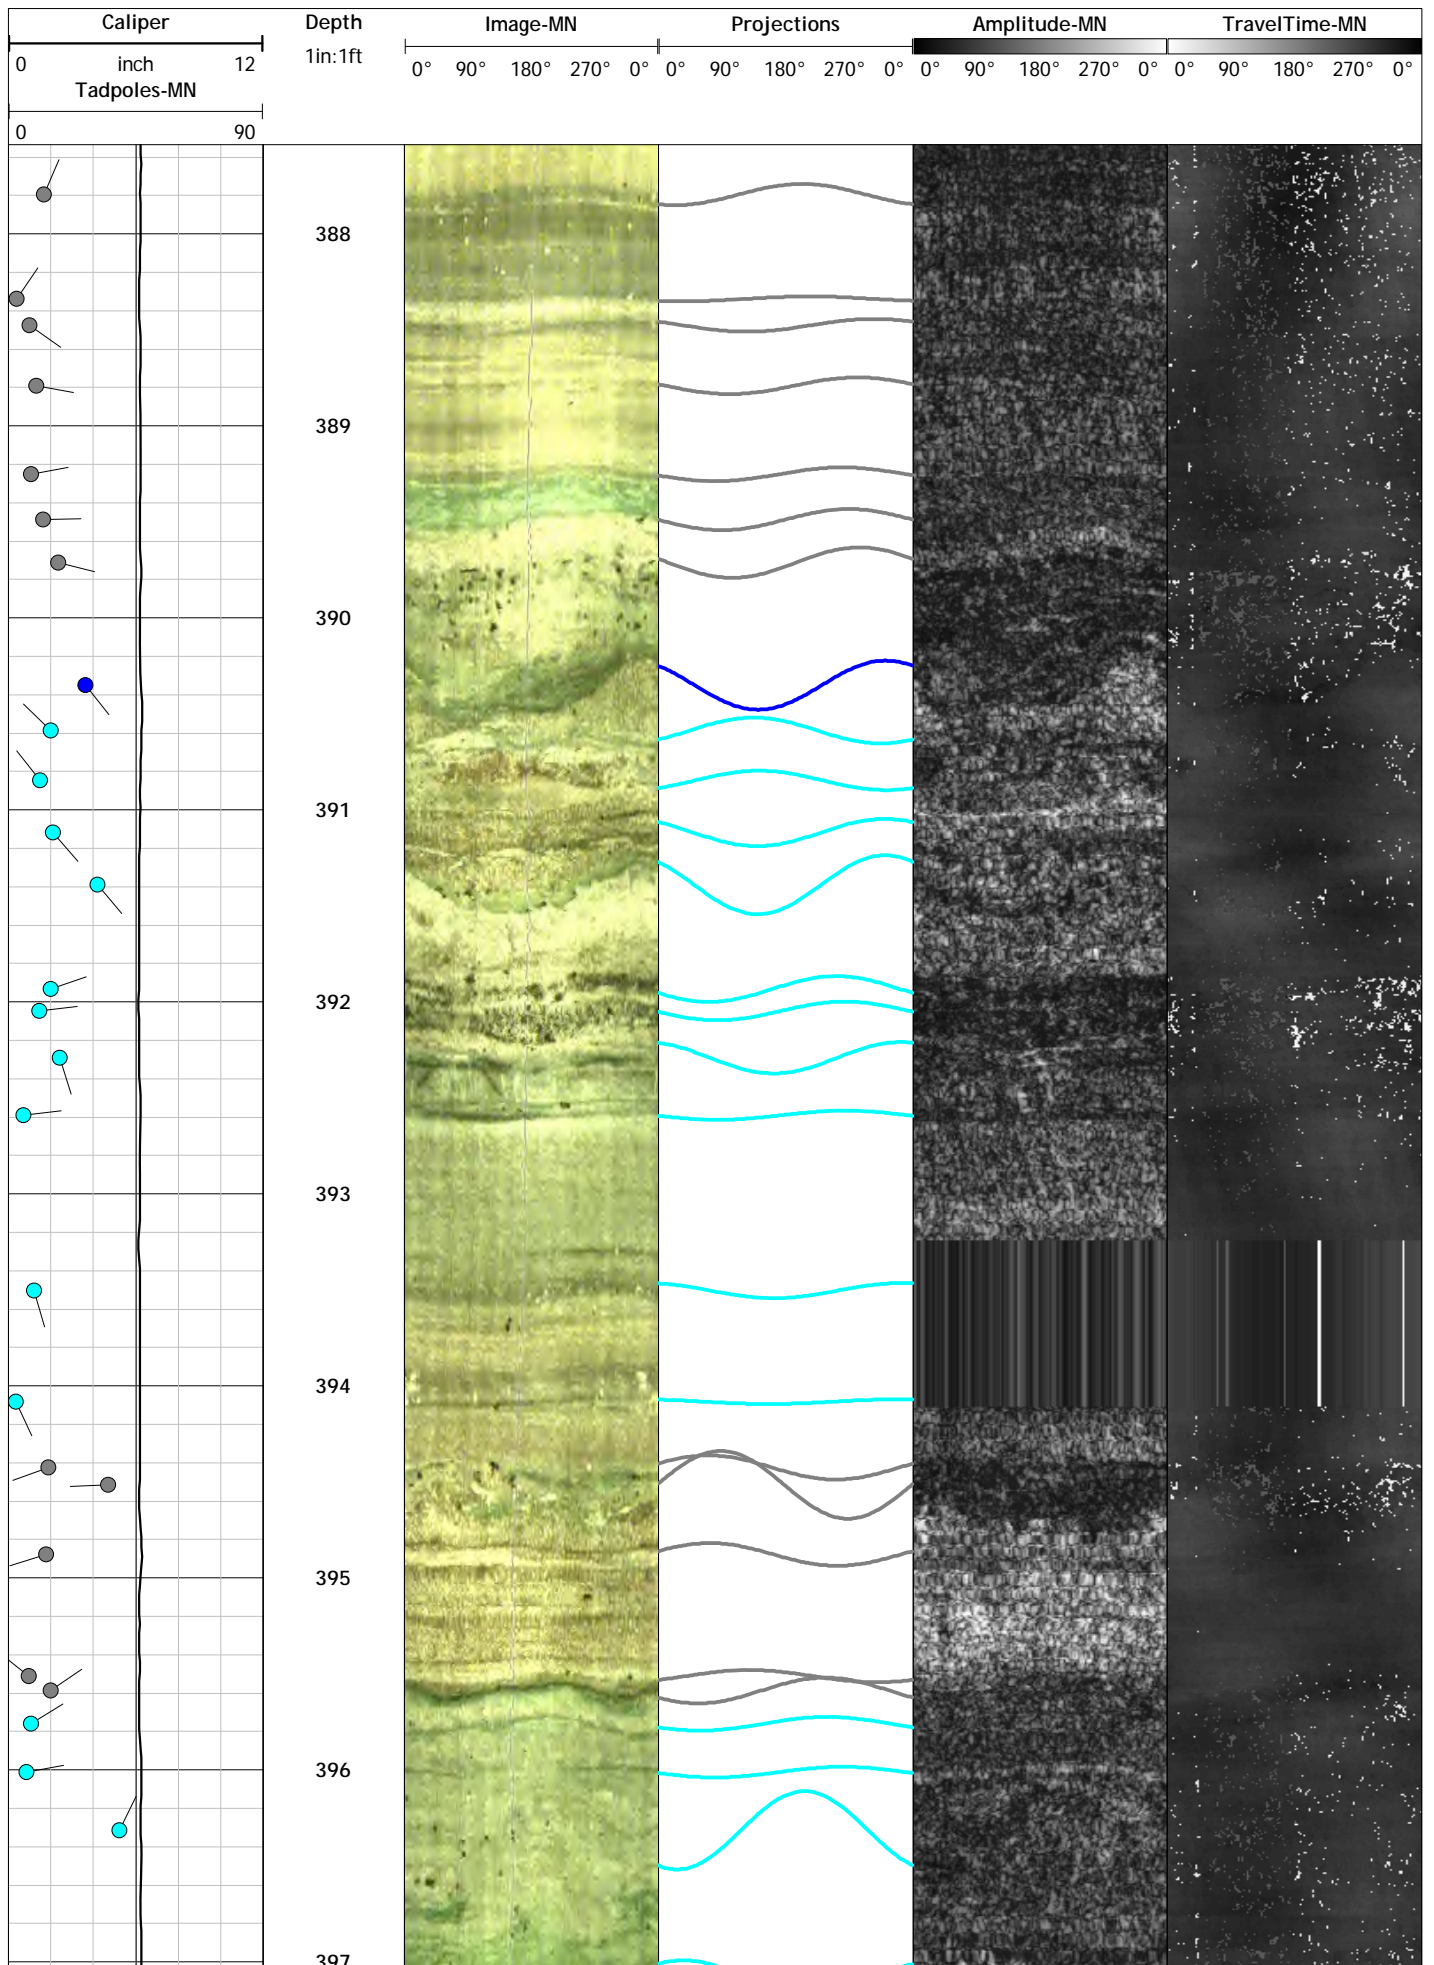 Caliper
0 inch 12
Tadpoles-MN
0 90
Depth
1in:1ft
Image-MN
0° 90° 180° 270° 0°
Projections
0° 90° 180° 270° 0°
Amplitude-MN
0° 90° 180° 270° 0°
TravelTime-MN
0° 90° 180° 270° 0°
388
389
390
391
392
393
394
395
396
397